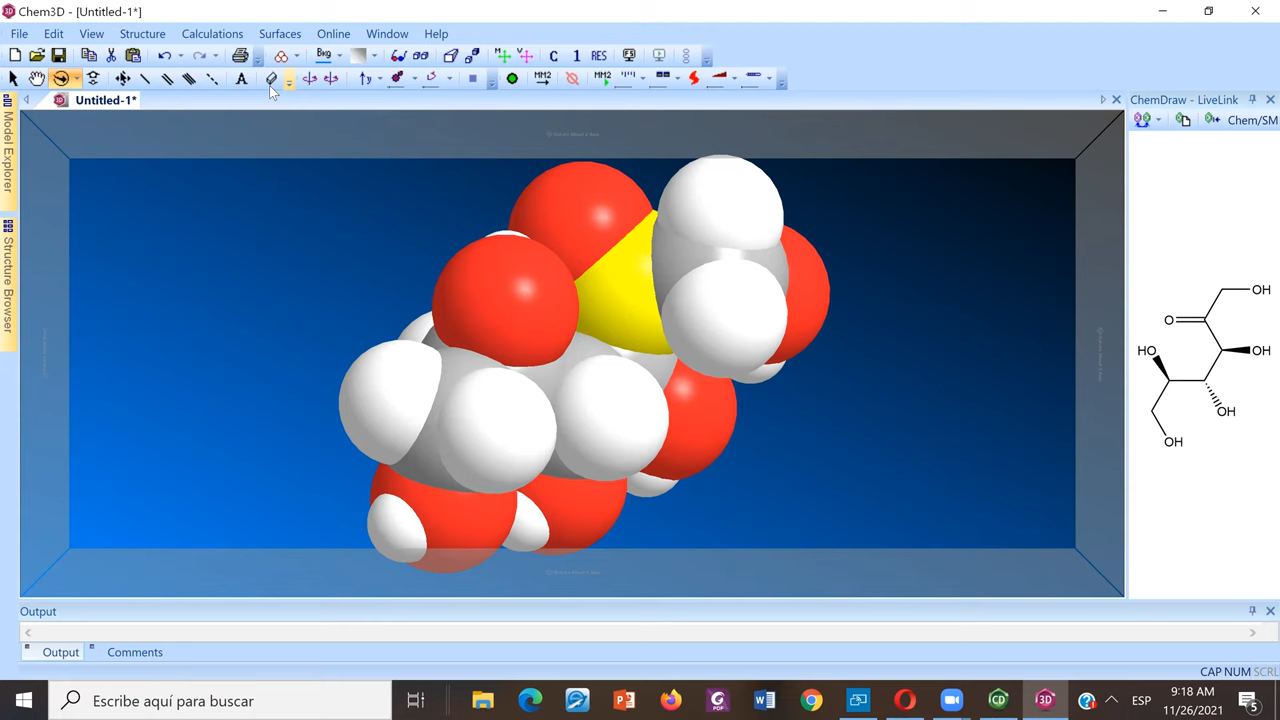 Chem3D - [Untitled-1*]
File Edit View Structure Calculations Surfaces Online Window Help
Bkg C 1 RES
A MM2 MM2
Untitled-1*
ChemDraw - LiveLink
Chem/SM
Model Explorer
Structure Browser
OH
O
HO
OH
OH
OH
Output
Output Comments
CAP NUM SCRL
Escribe aquí para buscar
ESP
9:18 AM
11/26/2021
5